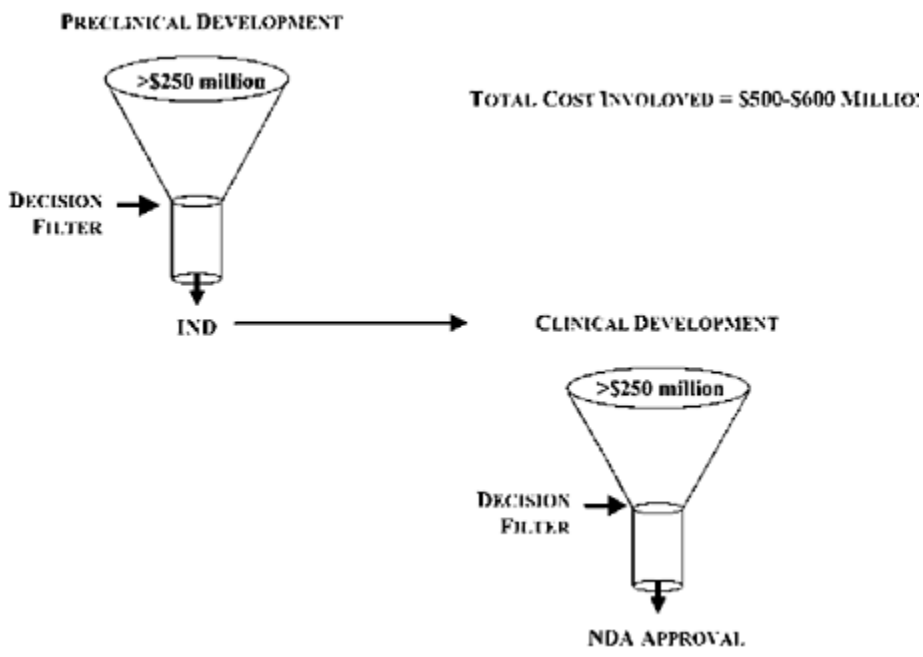 PRECLINICAL DEVELOPMENT
>$250 million
TOTAL COST INVOLOVED = $500-$600 MILLION
DECISION
FILTER
IND
CLINICAL DEVELOPMENT
>$250 million
DECISION
FILTER
NDA APPROVAL